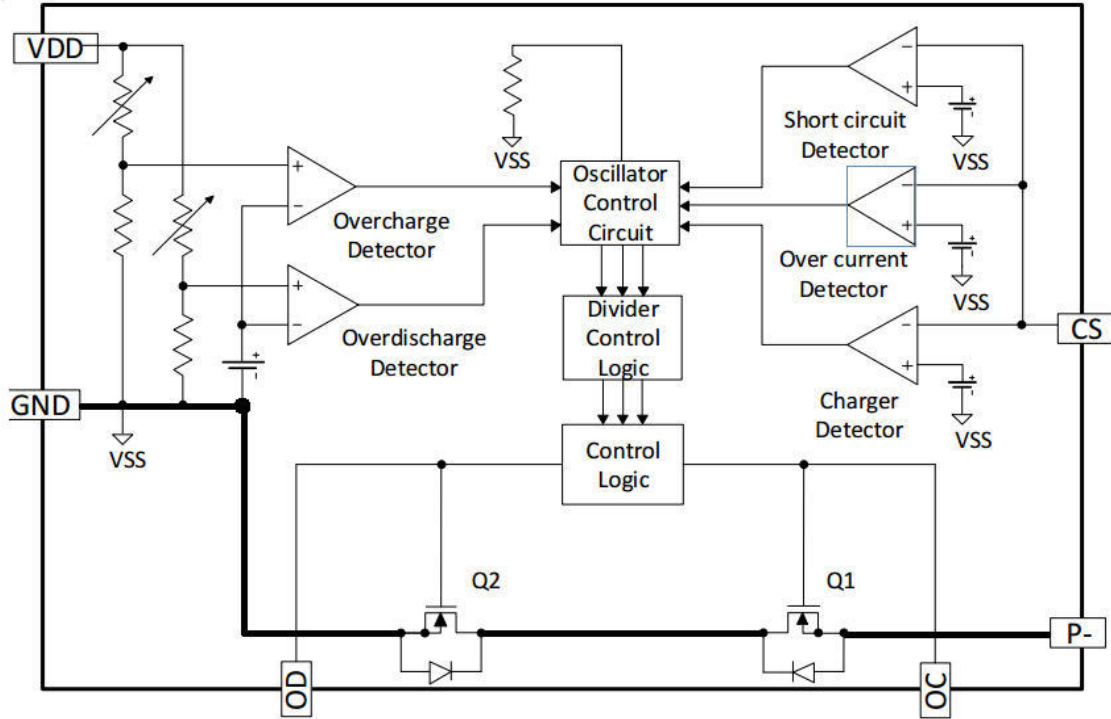 VDD
VSS
Short circuit
Detector
VSS
Oscillator
Control
Circuit
Overcharge
Detector
Over current
Detector
VSS
Overdischarge
Detector
Divider
Control
Logic
CS
GND
VSS
Charger
Detector
VSS
Control
Logic
Q2
Q1
P-
OD
OC